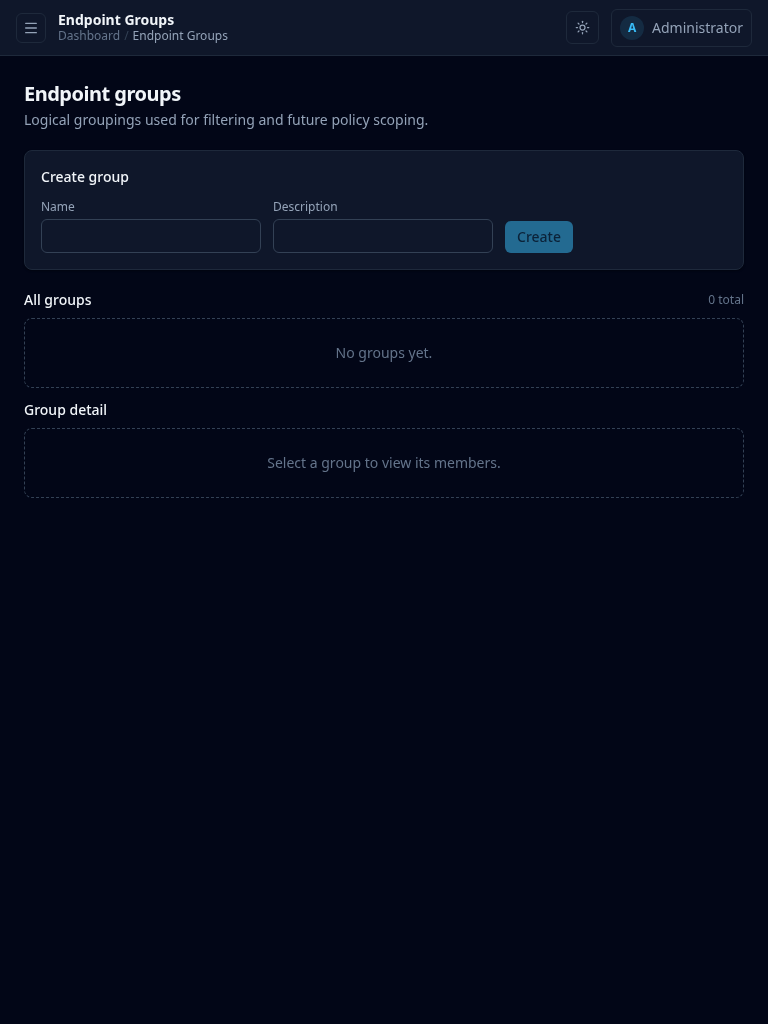 Endpoint Groups
Dashboard / Endpoint Groups
A Administrator
Endpoint groups
Logical groupings used for filtering and future policy scoping.
Create group
Name
Description
Create
All groups
0 total
No groups yet.
Group detail
Select a group to view its members.